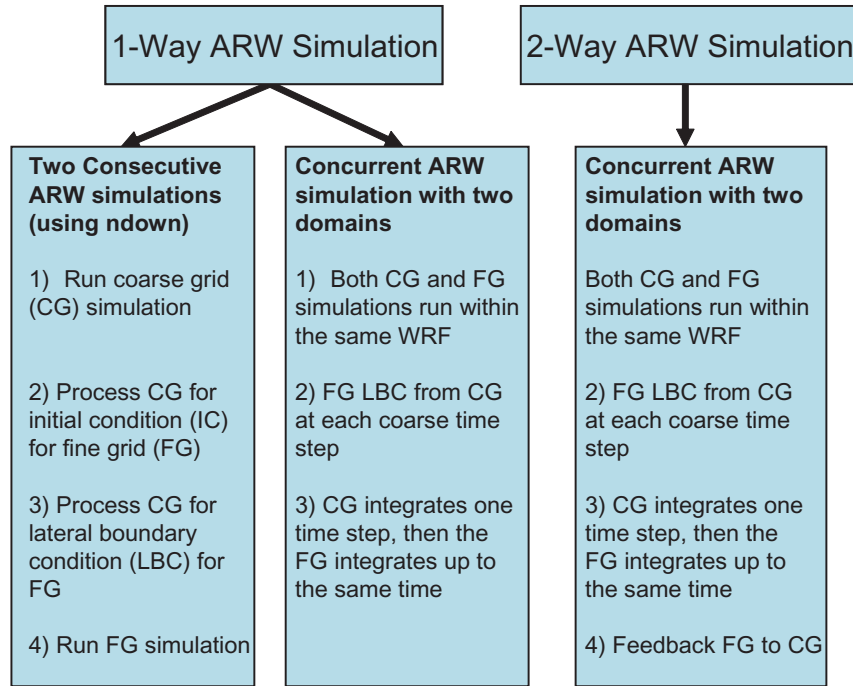 1-Way ARW Simulation
2-Way ARW Simulation
Two Consecutive
ARW simulations
(using ndown)
1) Run coarse grid
(CG) simulation
2) Process CG for
initial condition (IC)
for fine grid (FG)
3) Process CG for
lateral boundary
condition (LBC) for
FG
4) Run FG simulation
Concurrent ARW
simulation with two
domains
1) Both CG and FG
simulations run within
the same WRF
2) FG LBC from CG
at each coarse time
step
3) CG integrates one
time step, then the
FG integrates up to
the same time
Concurrent ARW
simulation with two
domains
Both CG and FG
simulations run within
the same WRF
2) FG LBC from CG
at each coarse time
step
3) CG integrates one
time step, then the
FG integrates up to
the same time
4) Feedback FG to CG